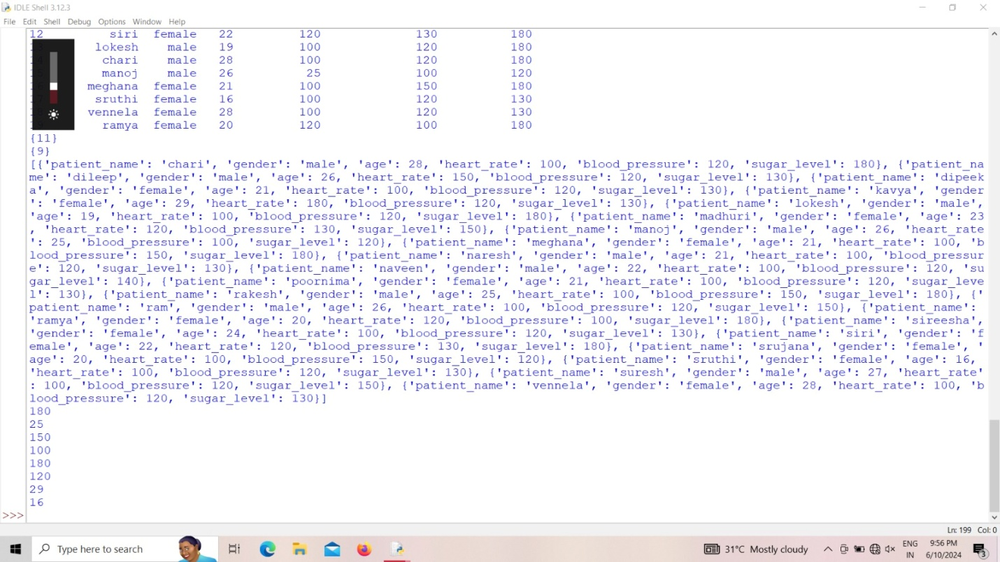 IDLE Shell 3.12.3
File Edit Shell Debug Options Window Help
12 siri female 22 120 130 180
lokesh male 19 100 120 180
chari male 28 100 120 180
manoj male 26 25 100 120
meghana female 21 100 150 180
sruthi female 16 100 120 130
vennela female 28 100 120 130
ramya female 20 120 100 180
{11}
{9}
[{'patient_name': 'chari', 'gender': 'male', 'age': 28, 'heart_rate': 100, 'blood_pressure': 120, 'sugar_level': 180}, {'patient_na
me': 'dileep', 'gender': 'male', 'age': 26, 'heart_rate': 150, 'blood_pressure': 120, 'sugar_level': 130}, {'patient_name': 'dipeek
a', 'gender': 'female', 'age': 21, 'heart_rate': 100, 'blood_pressure': 120, 'sugar_level': 130}, {'patient_name': 'kavya', 'gender
': 'female', 'age': 29, 'heart_rate': 180, 'blood_pressure': 120, 'sugar_level': 130}, {'patient_name': 'lokesh', 'gender': 'male',
'age': 19, 'heart_rate': 100, 'blood_pressure': 120, 'sugar_level': 180}, {'patient_name': 'madhuri', 'gender': 'female', 'age': 23
, 'heart_rate': 120, 'blood_pressure': 130, 'sugar_level': 150}, {'patient_name': 'manoj', 'gender': 'male', 'age': 26, 'heart_rate
': 25, 'blood_pressure': 100, 'sugar_level': 120}, {'patient_name': 'meghana', 'gender': 'female', 'age': 21, 'heart_rate': 100, 'b
lood_pressure': 150, 'sugar_level': 180}, {'patient_name': 'naresh', 'gender': 'male', 'age': 21, 'heart_rate': 100, 'blood_pressur
e': 120, 'sugar_level': 130}, {'patient_name': 'naveen', 'gender': 'male', 'age': 22, 'heart_rate': 100, 'blood_pressure': 120, 'su
gar_level': 140}, {'patient_name': 'poornima', 'gender': 'female', 'age': 21, 'heart_rate': 100, 'blood_pressure': 120, 'sugar_leve
l': 130}, {'patient_name': 'rakesh', 'gender': 'male', 'age': 25, 'heart_rate': 100, 'blood_pressure': 150, 'sugar_level': 180}, {'
patient_name': 'ram', 'gender': 'male', 'age': 26, 'heart_rate': 100, 'blood_pressure': 120, 'sugar_level': 150}, {'patient_name':
'ramya', 'gender': 'female', 'age': 20, 'heart_rate': 120, 'blood_pressure': 100, 'sugar_level': 180}, {'patient_name': 'sireesha',
'gender': 'female', 'age': 24, 'heart_rate': 100, 'blood_pressure': 120, 'sugar_level': 130}, {'patient_name': 'siri', 'gender': 'f
emale', 'age': 22, 'heart_rate': 120, 'blood_pressure': 130, 'sugar_level': 180}, {'patient_name': 'srujana', 'gender': 'female', '
age': 20, 'heart_rate': 100, 'blood_pressure': 150, 'sugar_level': 120}, {'patient_name': 'sruthi', 'gender': 'female', 'age': 16,
'heart_rate': 100, 'blood_pressure': 120, 'sugar_level': 130}, {'patient_name': 'suresh', 'gender': 'male', 'age': 27, 'heart_rate'
: 100, 'blood_pressure': 120, 'sugar_level': 150}, {'patient_name': 'vennela', 'gender': 'female', 'age': 28, 'heart_rate': 100, 'b
lood_pressure': 120, 'sugar_level': 130}]
180
25
150
100
180
120
29
16
>>>
Ln: 199 Col: 0
Type here to search
31°C Mostly cloudy
ENG
IN
9:56 PM
6/10/2024
3